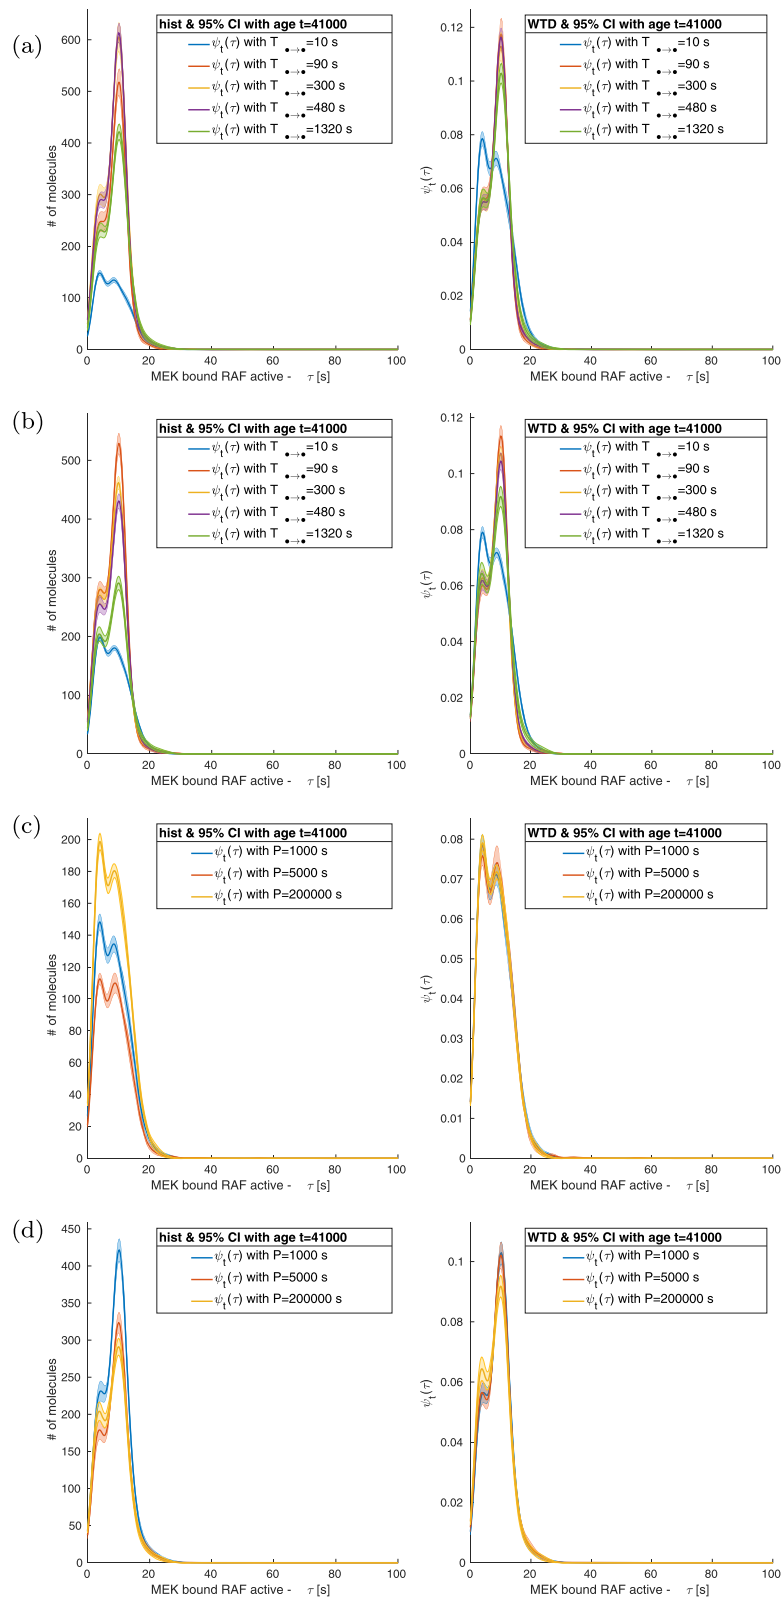 (a)
hist & 95% CI with age t=41000
ψt(τ) with T •→•=10 s
ψt(τ) with T •→•=90 s
ψt(τ) with T •→•=300 s
ψt(τ) with T •→•=480 s
ψt(τ) with T •→•=1320 s
# of molecules
600
500
400
300
200
100
0
0 20 40 60 80 100
MEK bound RAF active - τ [s]
WTD & 95% CI with age t=41000
ψt(τ) with T •→•=10 s
ψt(τ) with T •→•=90 s
ψt(τ) with T •→•=300 s
ψt(τ) with T •→•=480 s
ψt(τ) with T •→•=1320 s
ψt(τ)
0.12
0.1
0.08
0.06
0.04
0.02
0
0 20 40 60 80 100
MEK bound RAF active - τ [s]
(b)
hist & 95% CI with age t=41000
ψt(τ) with T •→•=10 s
ψt(τ) with T •→•=90 s
ψt(τ) with T •→•=300 s
ψt(τ) with T •→•=480 s
ψt(τ) with T •→•=1320 s
# of molecules
500
400
300
200
100
0
0 20 40 60 80 100
MEK bound RAF active - τ [s]
WTD & 95% CI with age t=41000
ψt(τ) with T •→•=10 s
ψt(τ) with T •→•=90 s
ψt(τ) with T •→•=300 s
ψt(τ) with T •→•=480 s
ψt(τ) with T •→•=1320 s
ψt(τ)
0.12
0.1
0.08
0.06
0.04
0.02
0
0 20 40 60 80 100
MEK bound RAF active - τ [s]
(c)
hist & 95% CI with age t=41000
ψt(τ) with P=1000 s
ψt(τ) with P=5000 s
ψt(τ) with P=200000 s
# of molecules
200
180
160
140
120
100
80
60
40
20
0
0 20 40 60 80 100
MEK bound RAF active - τ [s]
WTD & 95% CI with age t=41000
ψt(τ) with P=1000 s
ψt(τ) with P=5000 s
ψt(τ) with P=200000 s
ψt(τ)
0.08
0.07
0.06
0.05
0.04
0.03
0.02
0.01
0
0 20 40 60 80 100
MEK bound RAF active - τ [s]
(d)
hist & 95% CI with age t=41000
ψt(τ) with P=1000 s
ψt(τ) with P=5000 s
ψt(τ) with P=200000 s
# of molecules
450
400
350
300
250
200
150
100
50
0
0 20 40 60 80 100
MEK bound RAF active - τ [s]
WTD & 95% CI with age t=41000
ψt(τ) with P=1000 s
ψt(τ) with P=5000 s
ψt(τ) with P=200000 s
ψt(τ)
0.1
0.08
0.06
0.04
0.02
0
0 20 40 60 80 100
MEK bound RAF active - τ [s]